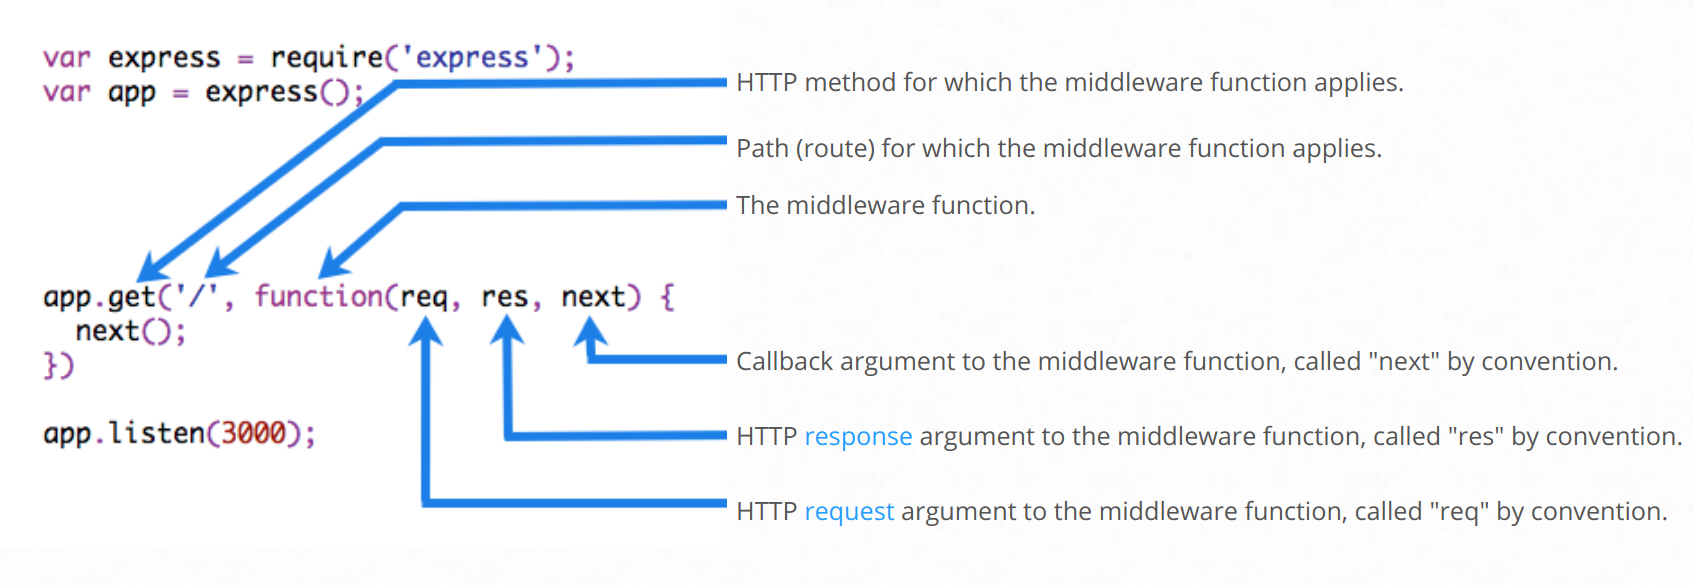 var express = require('express');
var app = express();
HTTP method for which the middleware function applies.
Path (route) for which the middleware function applies.
The middleware function.
app.get('/', function(req, res, next) {
  next();
})
Callback argument to the middleware function, called "next" by convention.
app.listen(3000);
HTTP response argument to the middleware function, called "res" by convention.
HTTP request argument to the middleware function, called "req" by convention.